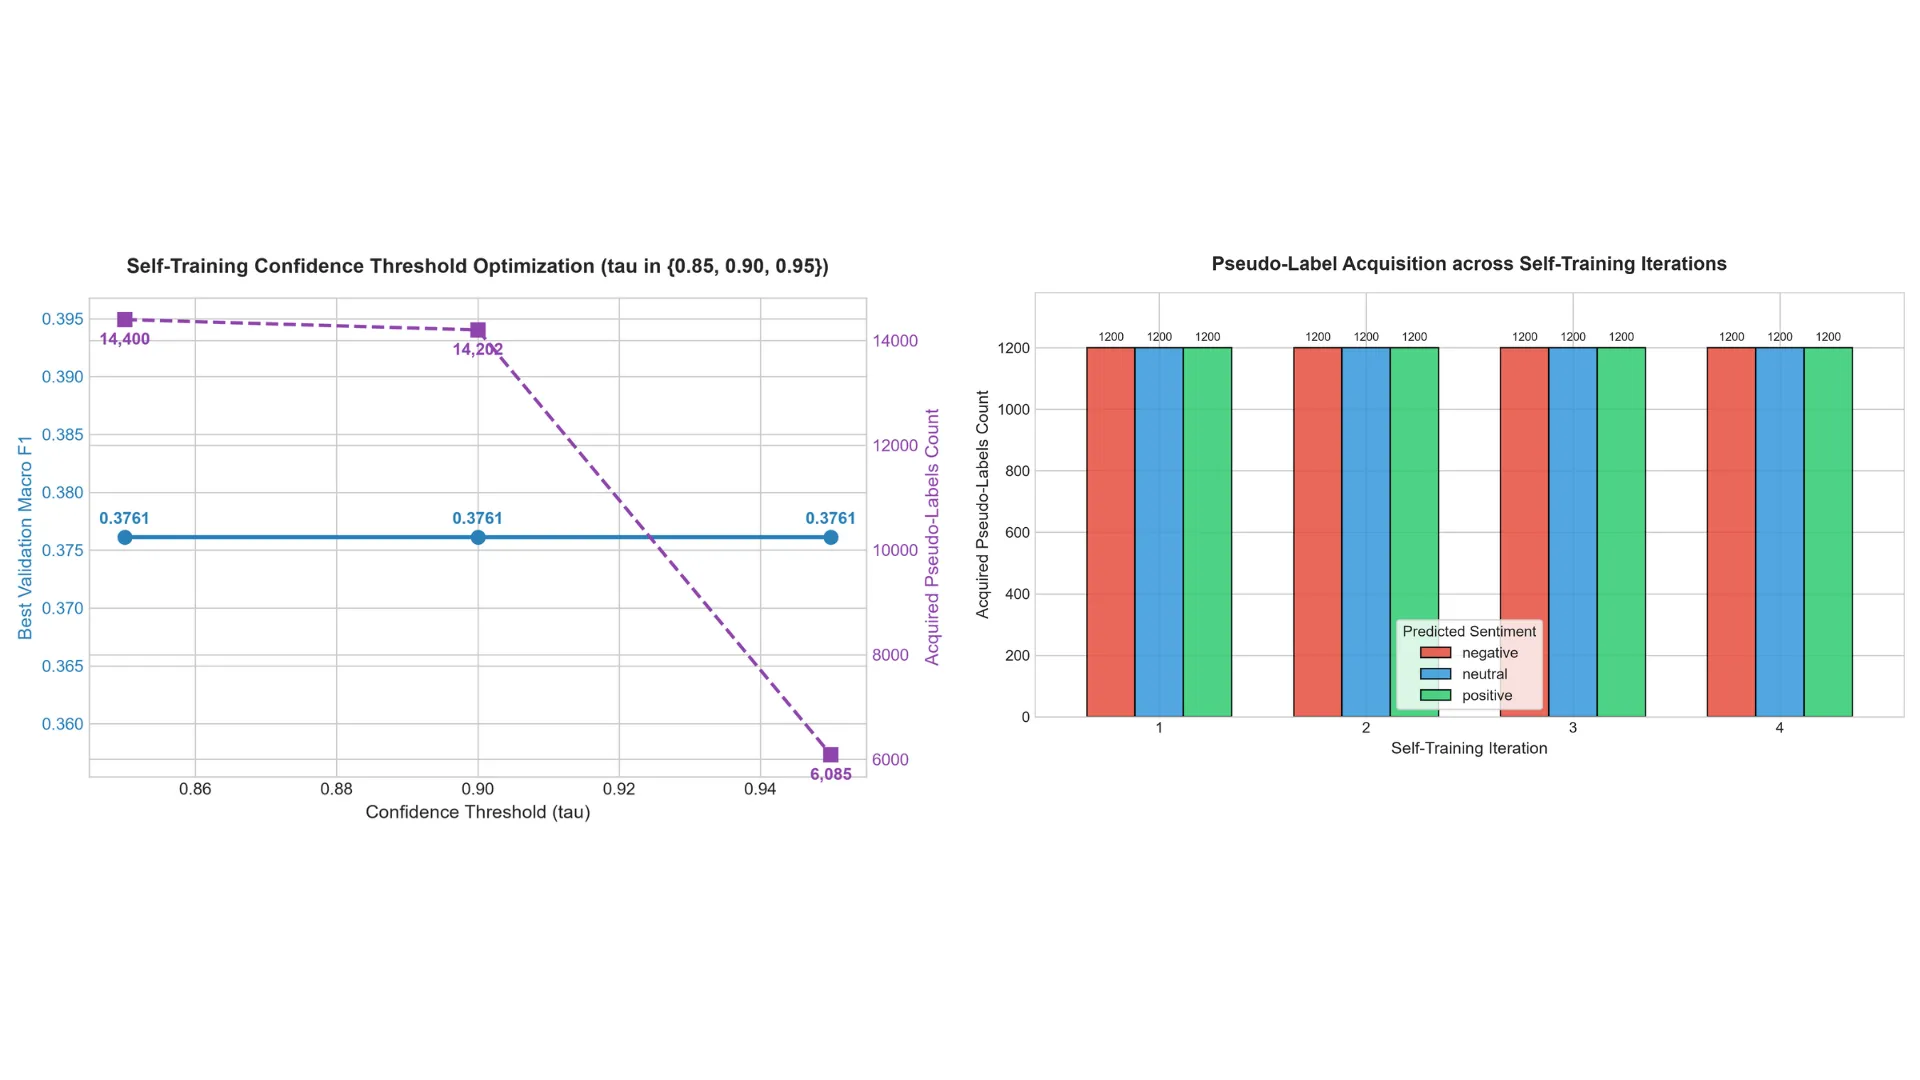 Self-Training Confidence Threshold Optimization (tau in {0.85, 0.90, 0.95})
Best Validation Macro F1
0.395
0.390
0.385
0.380
0.375
0.370
0.365
0.360
14,400
14,202
6,085
0.3761
0.3761
0.3761
14000
12000
10000
8000
6000
Acquired Pseudo-Labels Count
0.86
0.88
0.90
0.92
0.94
Confidence Threshold (tau)
Pseudo-Label Acquisition across Self-Training Iterations
Acquired Pseudo-Labels Count
1200
1000
800
600
400
200
0
1200 1200 1200 1200 1200 1200 1200 1200 1200 1200 1200 1200
Predicted Sentiment
negative
neutral
positive
1
2
3
4
Self-Training Iteration